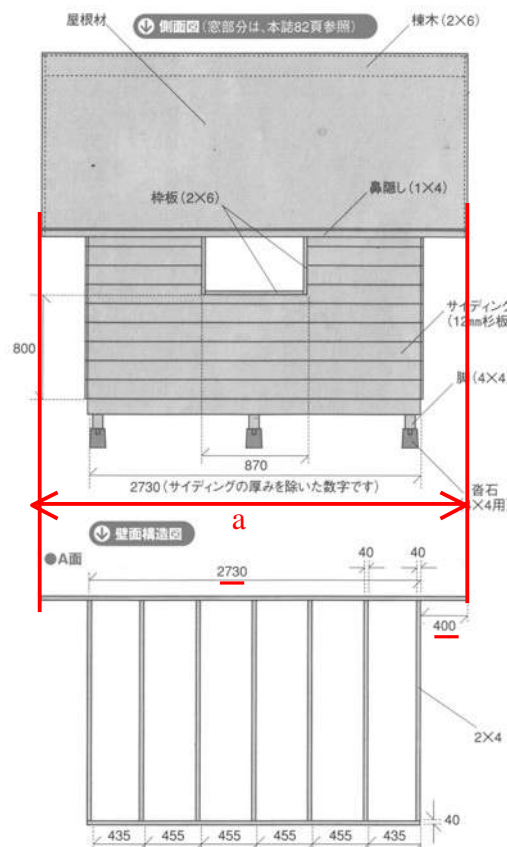 屋根材
側面図(窓部分は、本誌82頁参照)
棟木(2×6)
枠板(2×6)
鼻隠し(1×4)
サイディング
(12mm杉板
800
脚(4×4)
870
2730(サイディングの厚みを除いた数字です)
沓石
×4用)
a
壁面構造図
●A面
40
40
2730
400
2×4
40
435
455
455
455
455
435